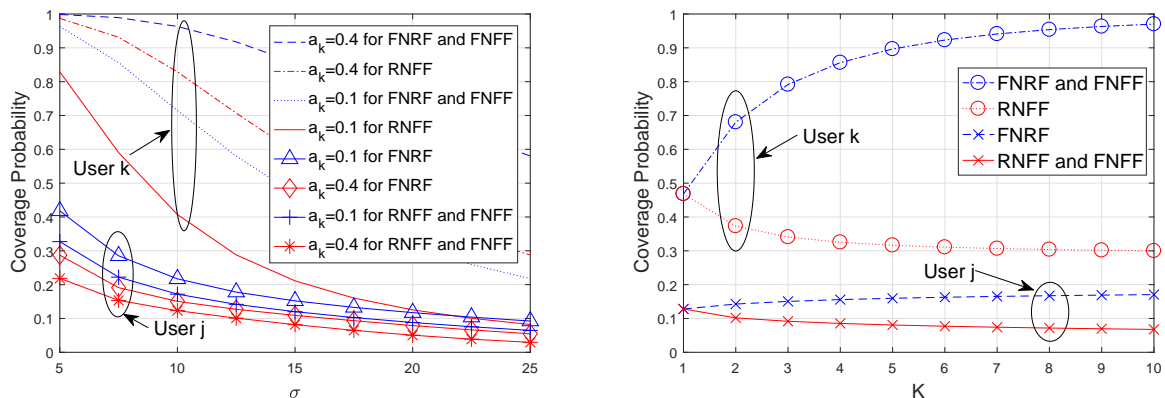 Coverage Probability
1
0.9
0.8
0.7
0.6
0.5
0.4
0.3
0.2
0.1
0
5
10
15
20
25
σ
User k
User j
a_k=0.4 for FNRF and FNFF
a_k=0.4 for RNFF
a_k=0.1 for FNRF and FNFF
a_k=0.1 for RNFF
a_k=0.1 for FNRF
a_k=0.4 for FNRF
a_k=0.1 for RNFF and FNFF
a_k=0.4 for RNFF and FNFF
Coverage Probability
1
0.9
0.8
0.7
0.6
0.5
0.4
0.3
0.2
0.1
0
1
2
3
4
5
6
7
8
9
10
K
User k
User j
FNRF and FNFF
RNFF
FNRF
RNFF and FNFF